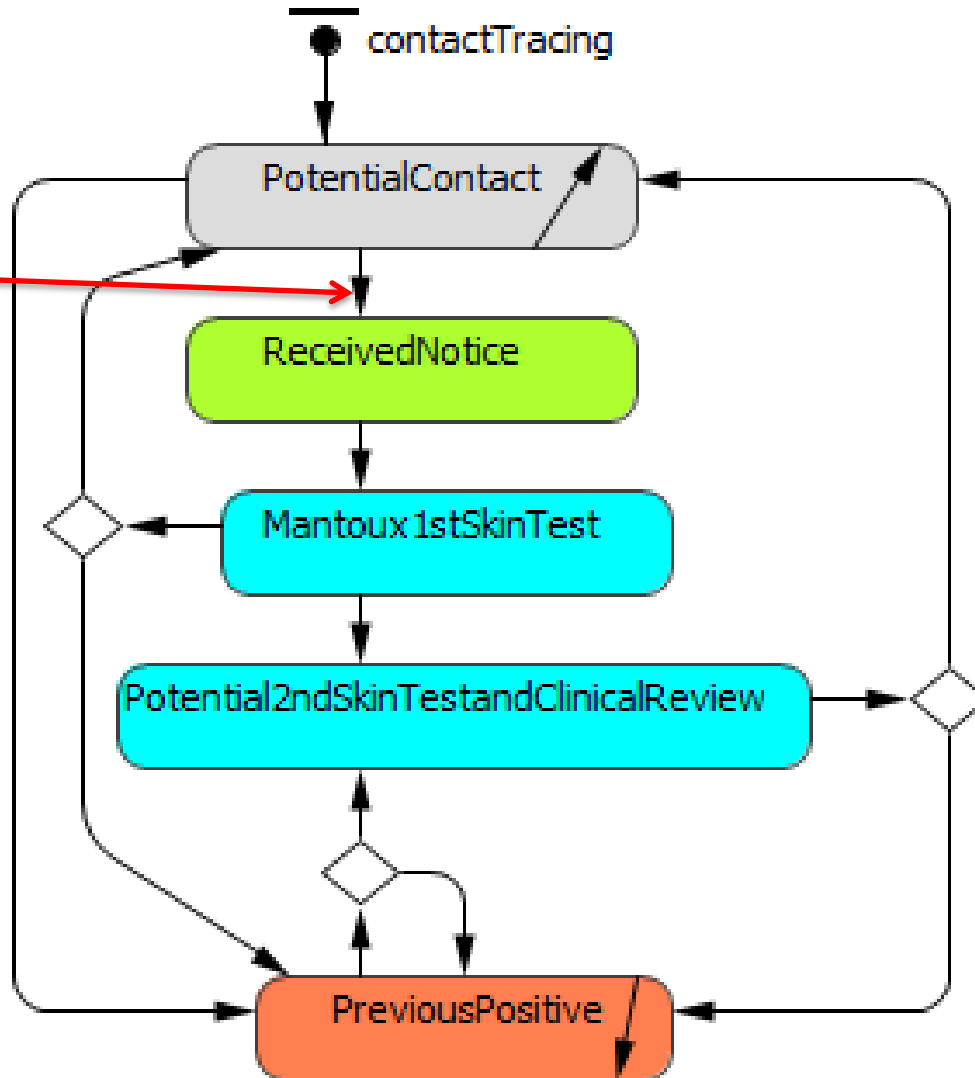 contactTracing
PotentialContact
ReceivedNotice
Mantoux1stSkinTest
Potential2ndSkinTestandClinicalReview
PreviousPositive